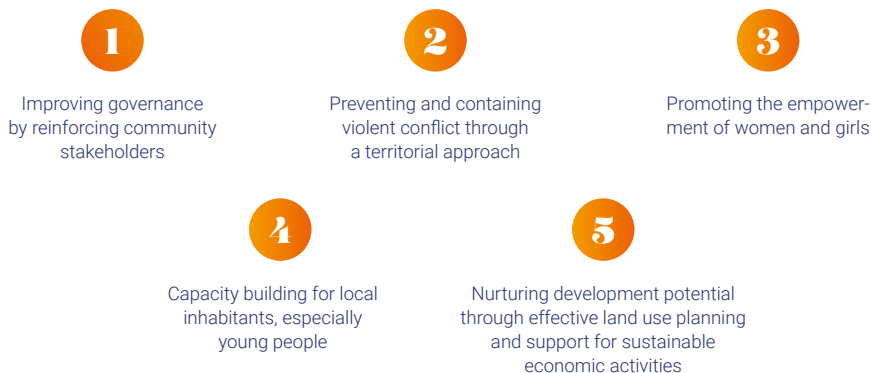 1
Improving governance
by reinforcing community
stakeholders
2
Preventing and containing
violent conflict through
a territorial approach
3
Promoting the empower-
ment of women and girls
4
Capacity building for local
inhabitants, especially
young people
5
Nurturing development potential
through effective land use planning
and support for sustainable
economic activities